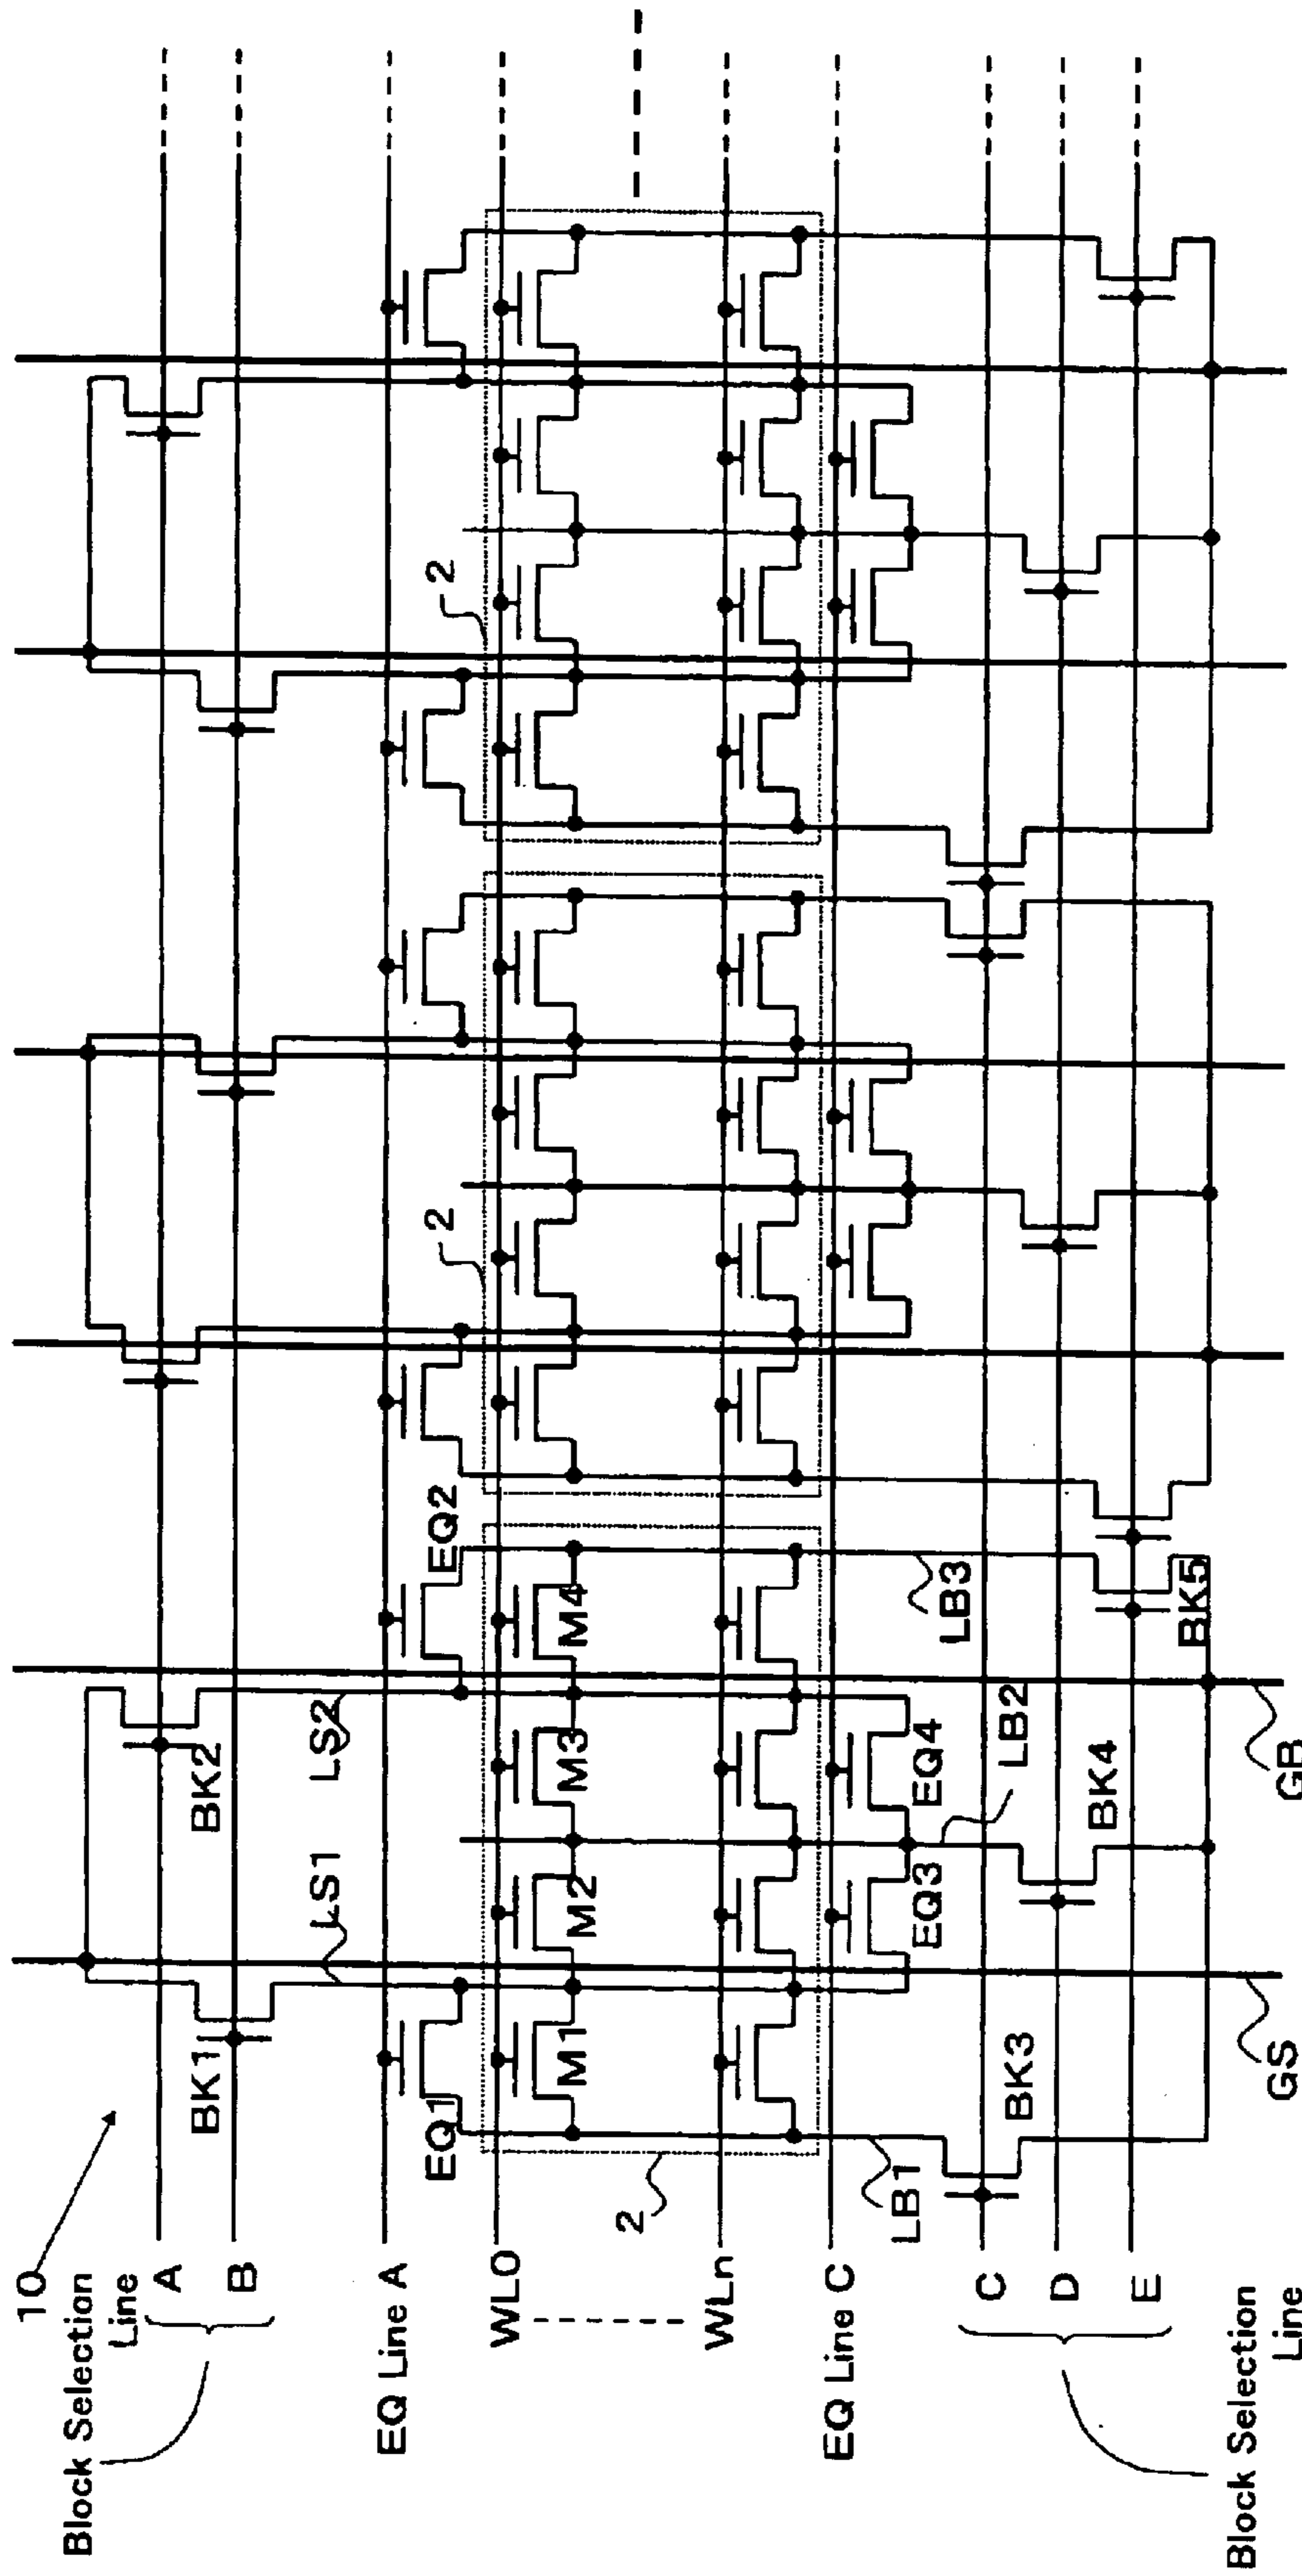 10
Block Selection
Line
A
B
BK1
BK2
LS1
LS2
EQ Line A
EQ1
EQ2
2
2
WL0
M1
M2
M3
M4
WLn
2
EQ Line C
EQ3
EQ4
LB1
LB2
LB3
C
D
E
BK3
BK4
BK5
GS
GB
Block Selection
Line